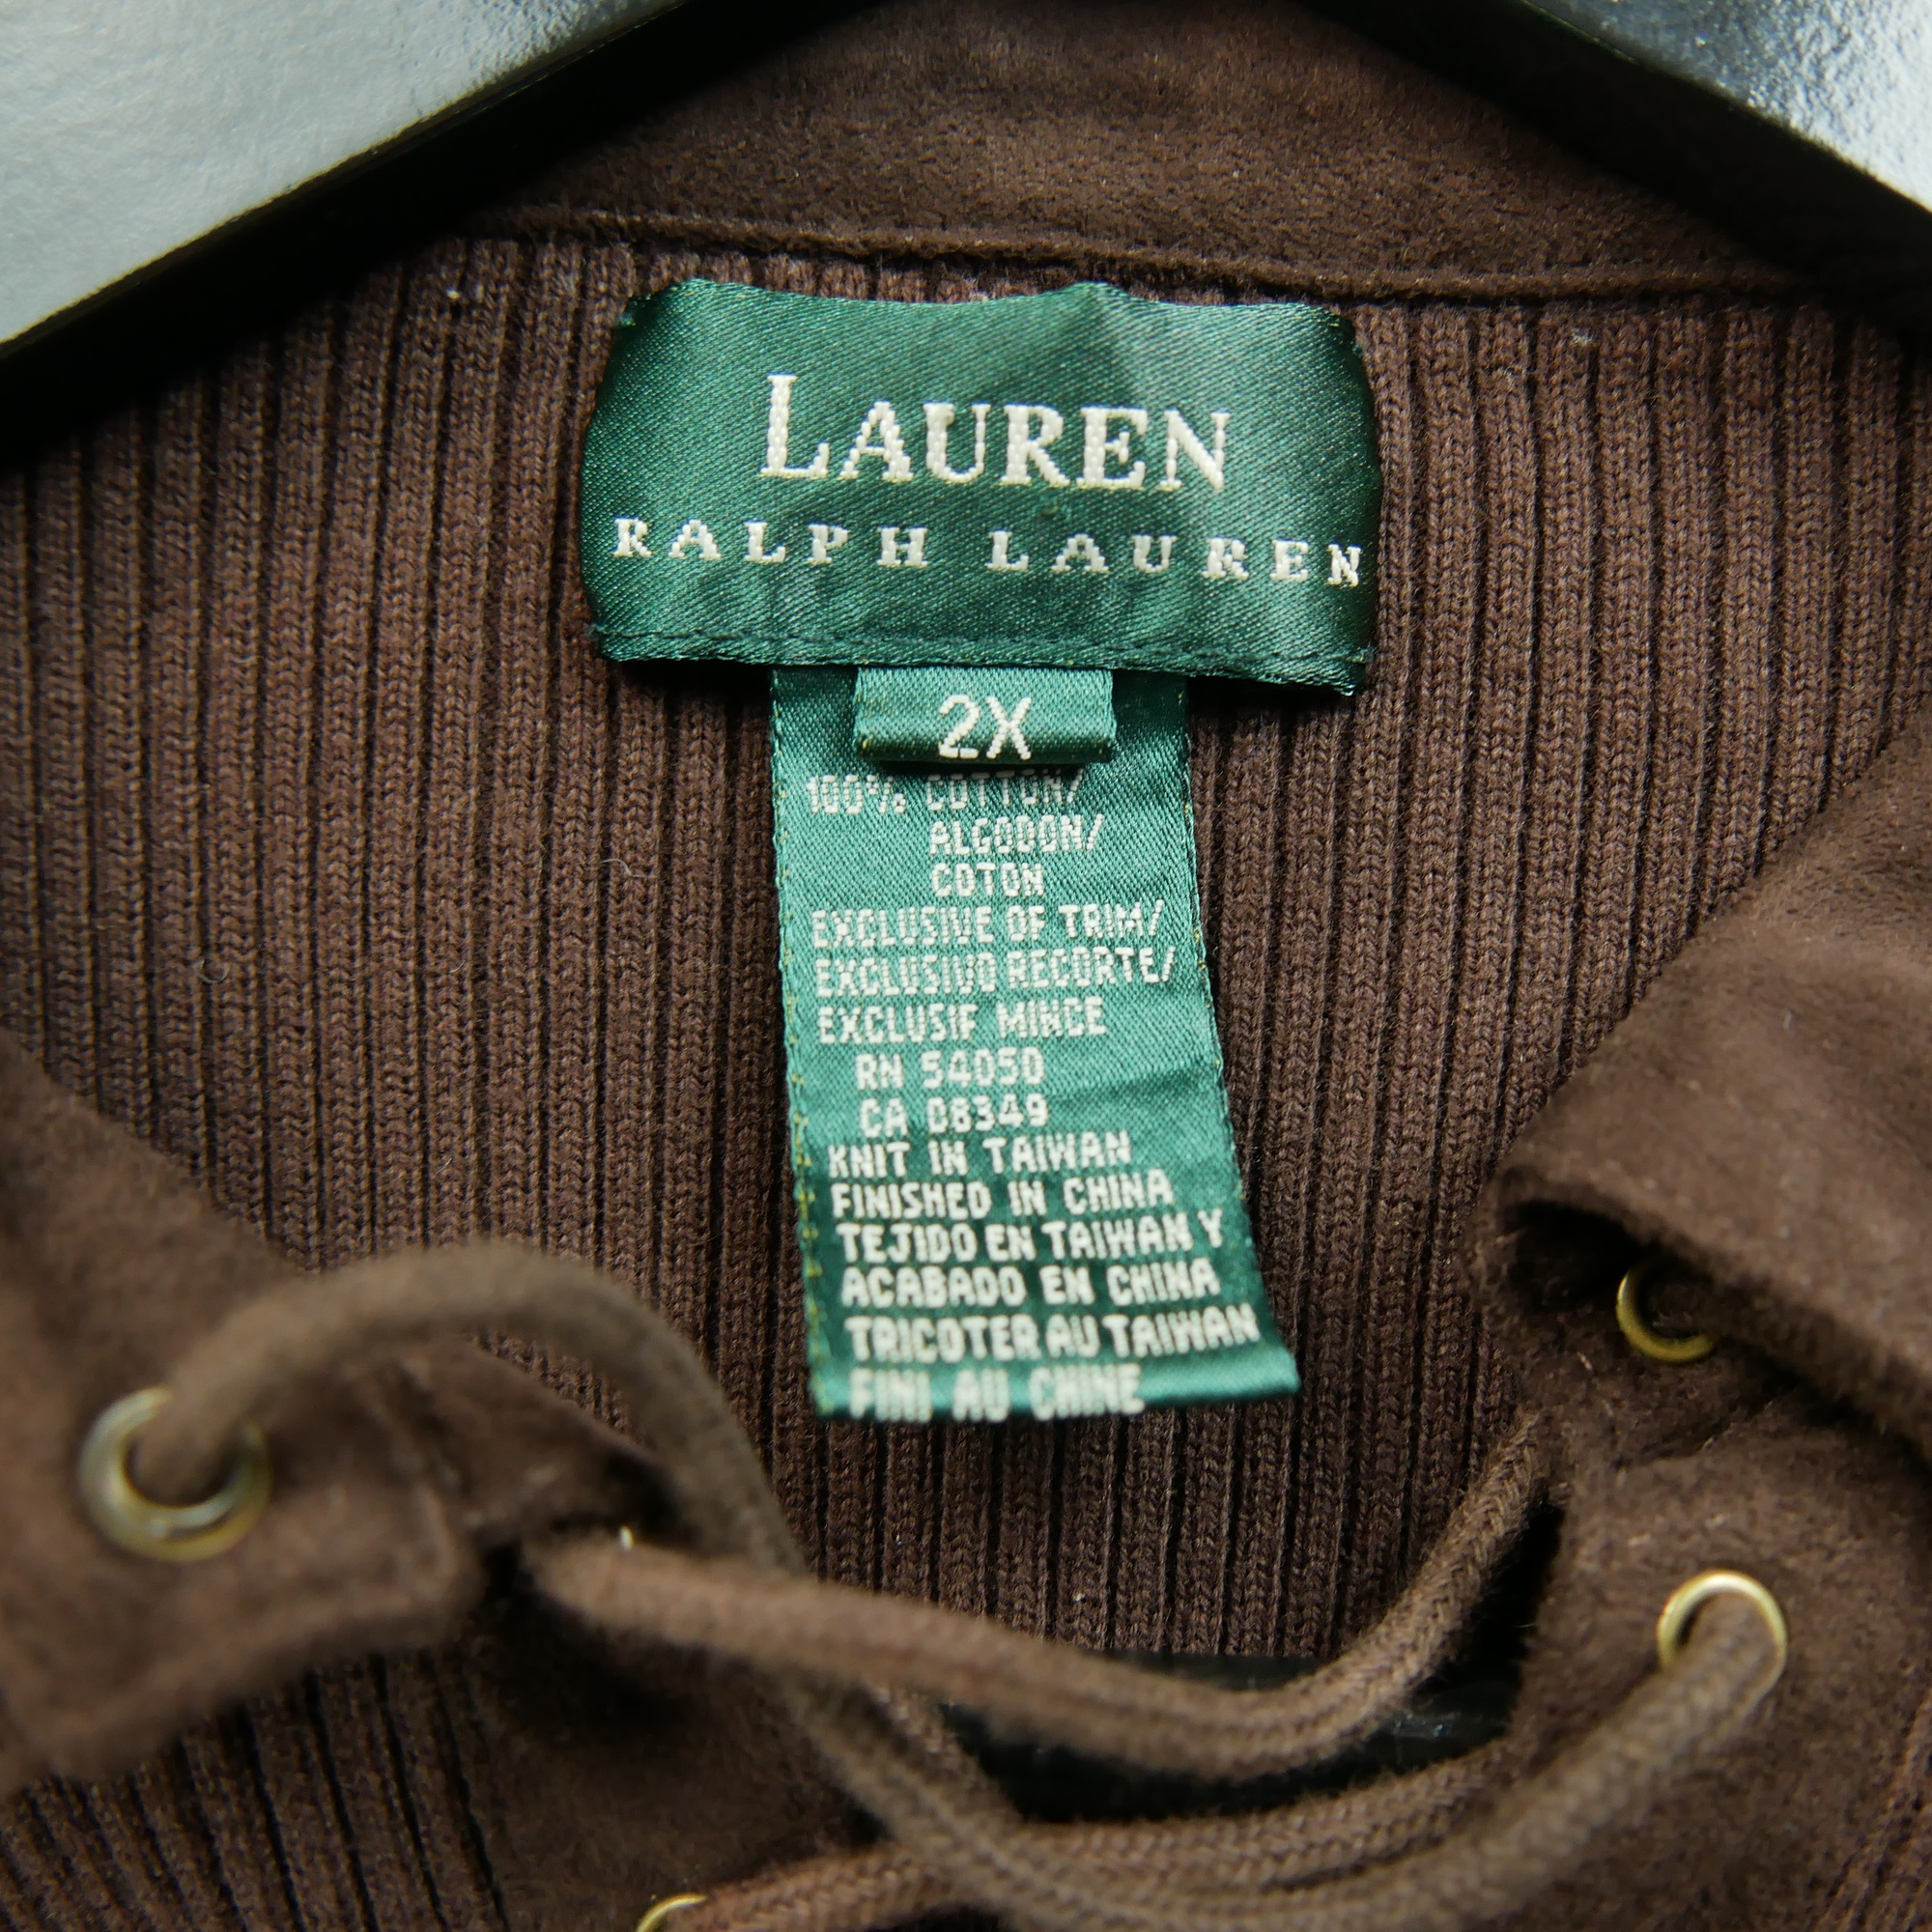 LAUREN
RALPH LAUREN
2X
100% COTTON/
ALGODON/
COTON
EXCLUSIVE OF TRIM/
EXCLUSIVO RECORTE/
EXCLUSIF MINCE
RN 54050
CA 08349
KNIT IN TAIWAN
FINISHED IN CHINA
TEJIDO EN TAIWAN Y
ACABADO EN CHINA
TRICOTER AU TAIWAN
FINI AU CHINE